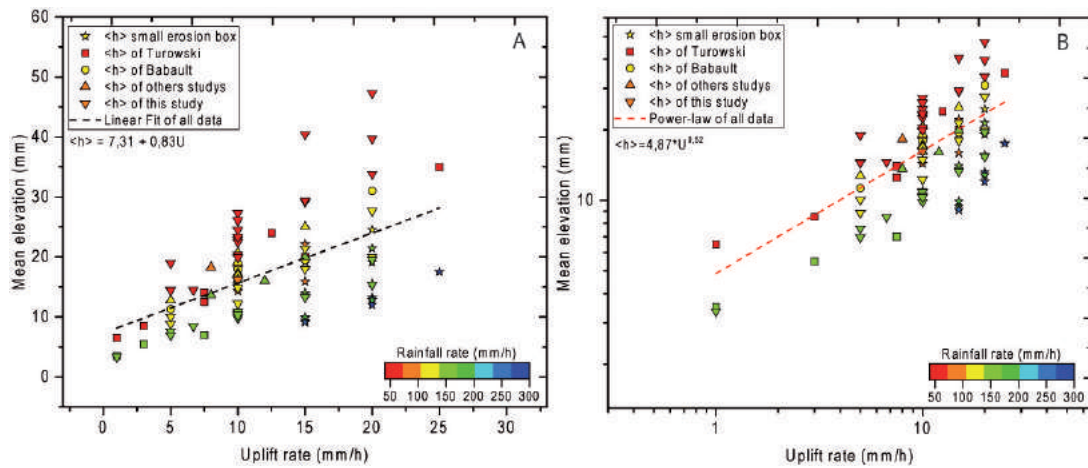 A
<h> small erosion box
<h> of Turowski
<h> of Babault
<h> of others studys
<h> of this study
Linear Fit of all data
<h> = 7,31 + 0,83U
60
50
40
30
20
10
0
Mean elevation (mm)
Rainfall rate (mm/h)
50 100 150 200 250 300
0 5 10 15 20 25 30
Uplift rate (mm/h)
B
<h> small erosion box
<h> of Turowski
<h> of Babault
<h> of others studys
<h> of this study
Power-law of all data
<h>=4,87*U^0,52
10
Mean elevation (mm)
Rainfall rate (mm/h)
50 100 150 200 250 300
1 10
Uplift rate (mm/h)